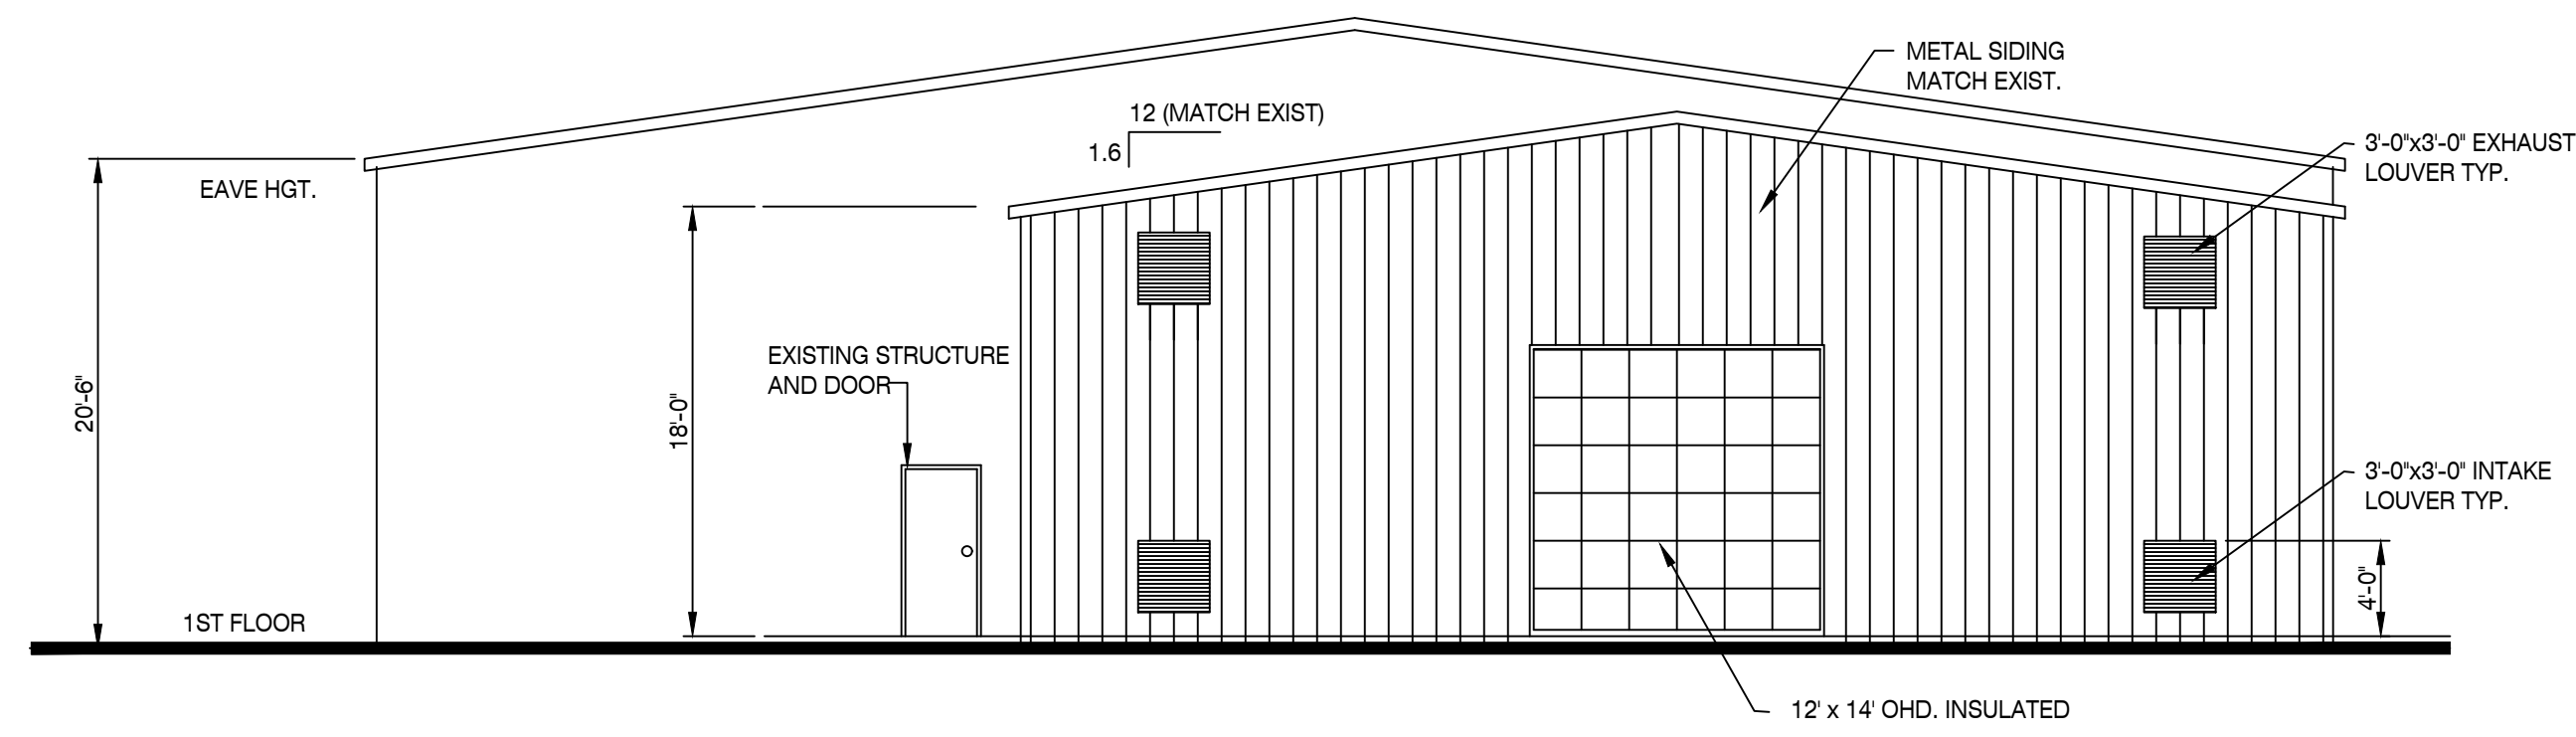 METAL SIDING
MATCH EXIST.
12 (MATCH EXIST)
1.6
3'-0"x3'-0" EXHAUST
LOUVER TYP.
EAVE HGT.
20'-6"
18'-0"
EXISTING STRUCTURE
AND DOOR
3'-0"x3'-0" INTAKE
LOUVER TYP.
4'-0"
1ST FLOOR
12' x 14' OHD. INSULATED